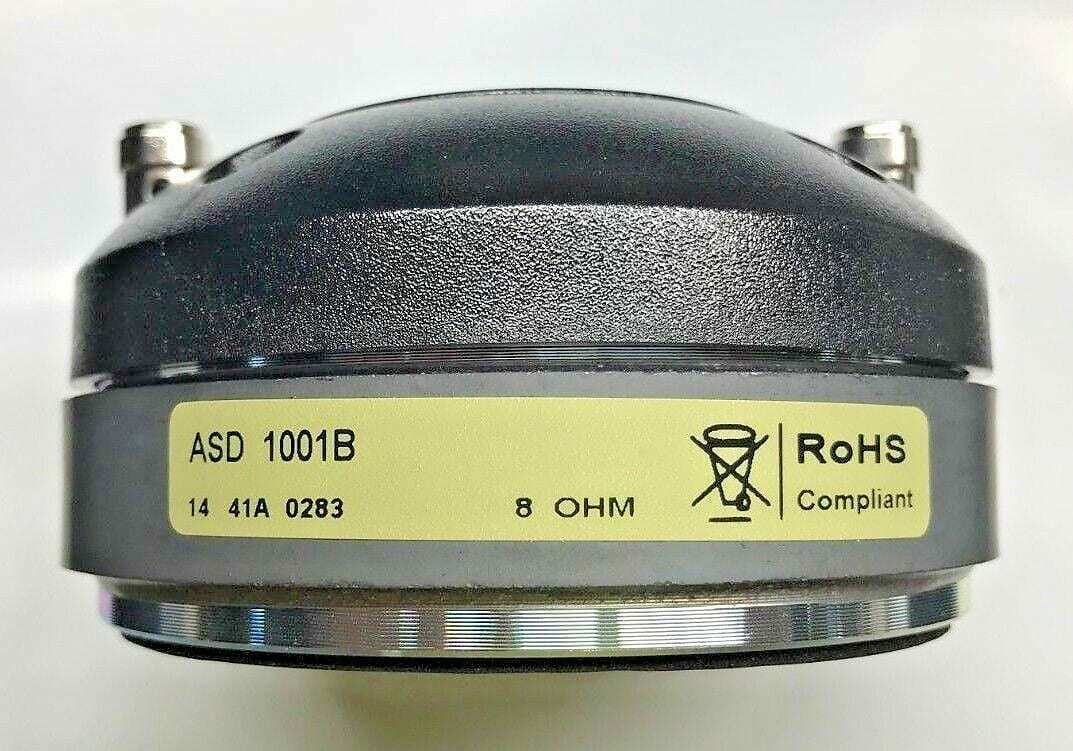 ASD 1001B
14 41A 0283
8 OHM
RoHS
Compliant